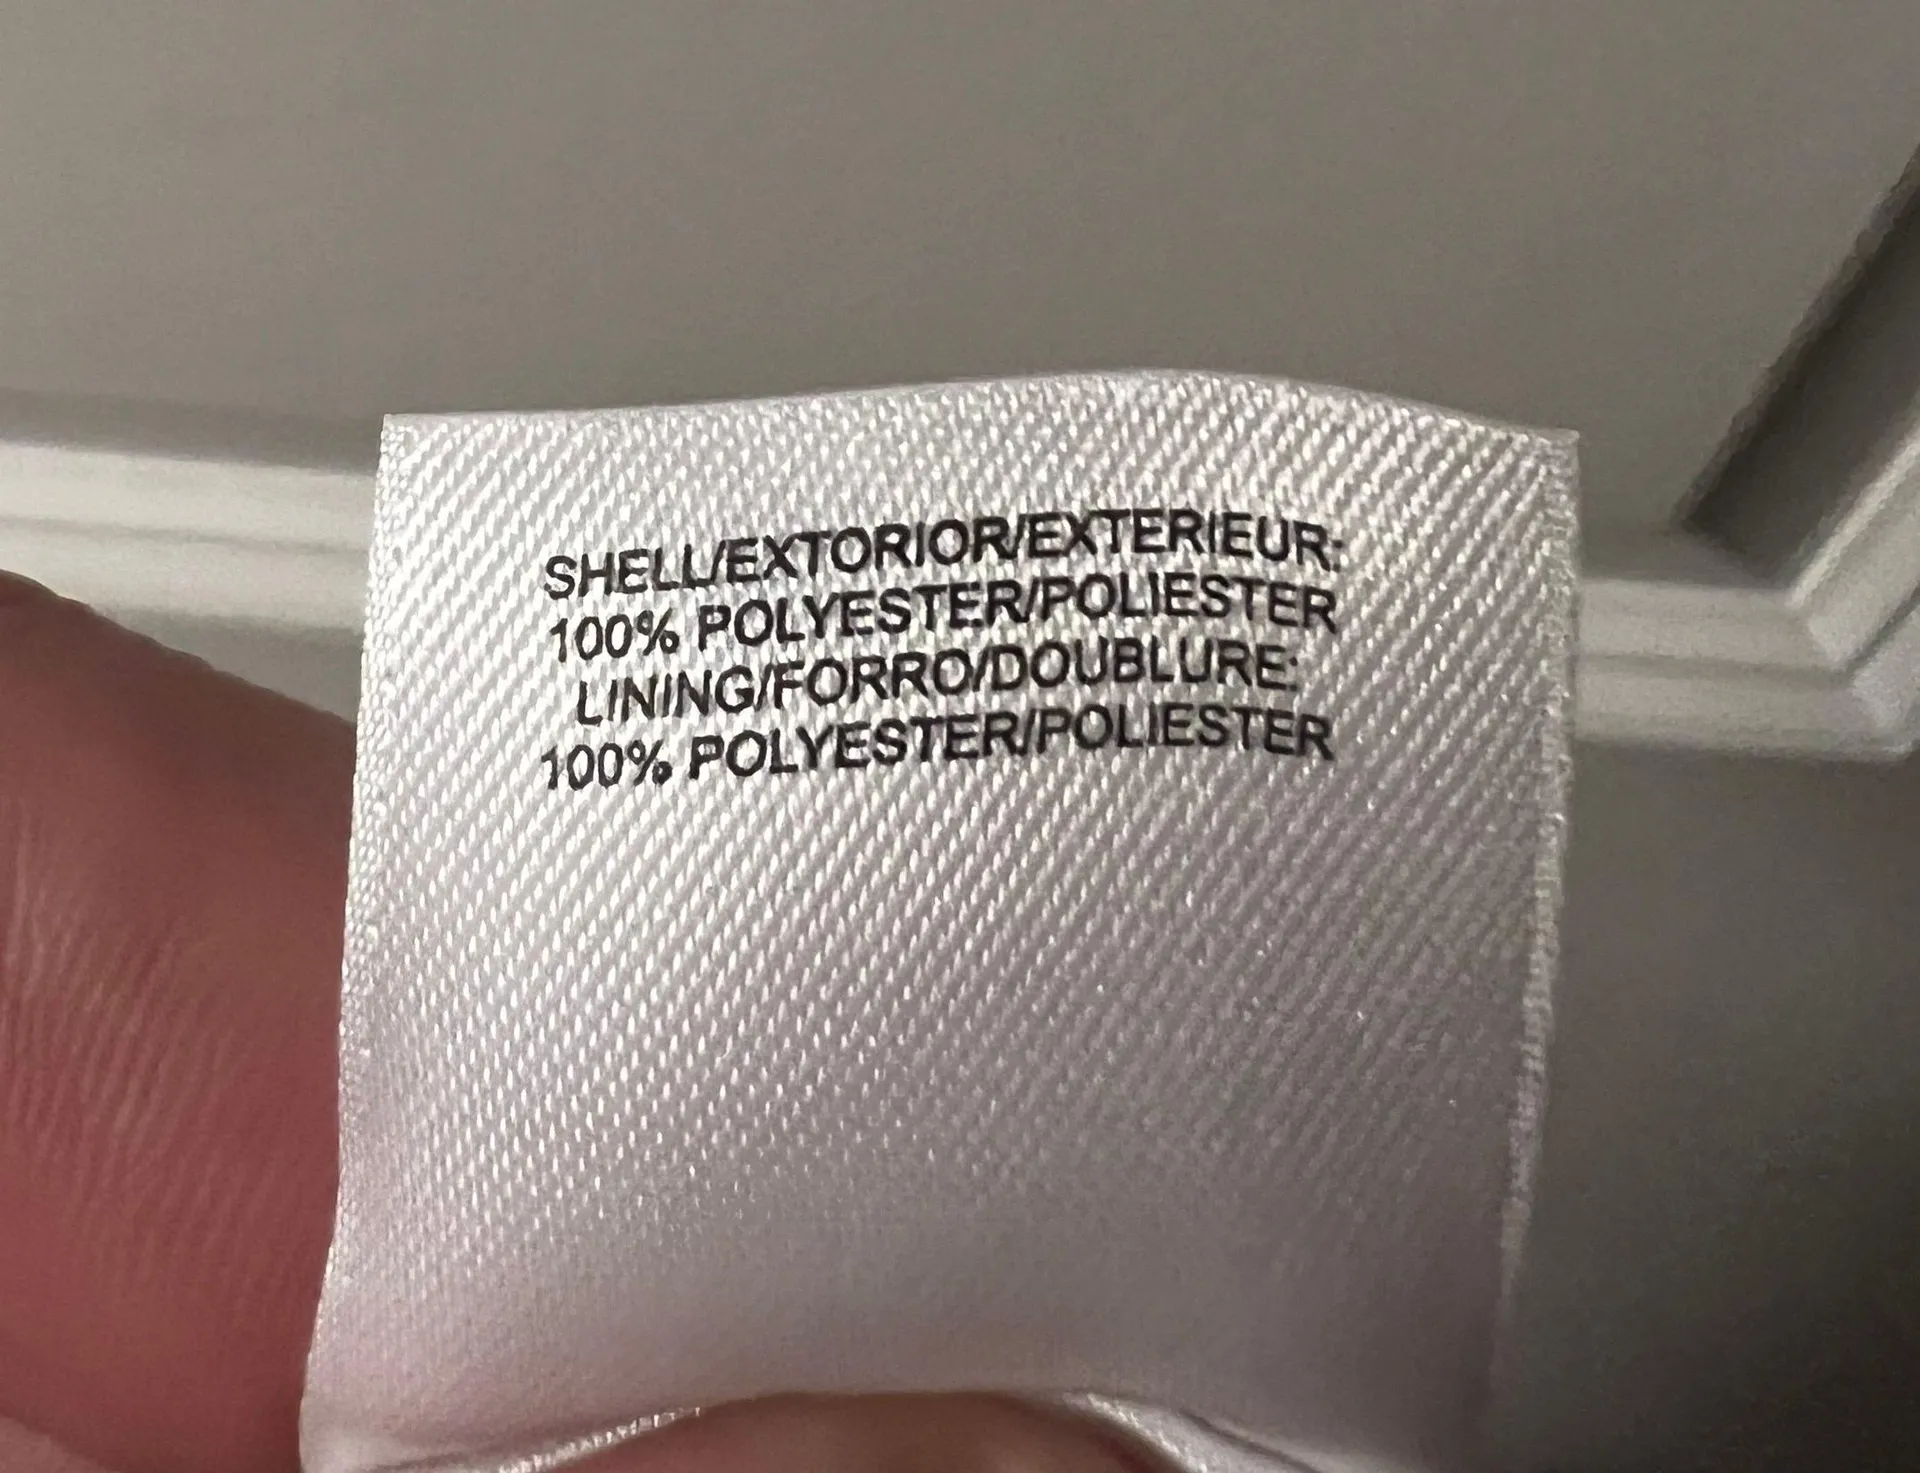 SHELL/EXTORIOR/EXTERIEUR:
100% POLYESTER/POLIESTER
LINING/FORRO/DOUBLURE:
100% POLYESTER/POLIESTER